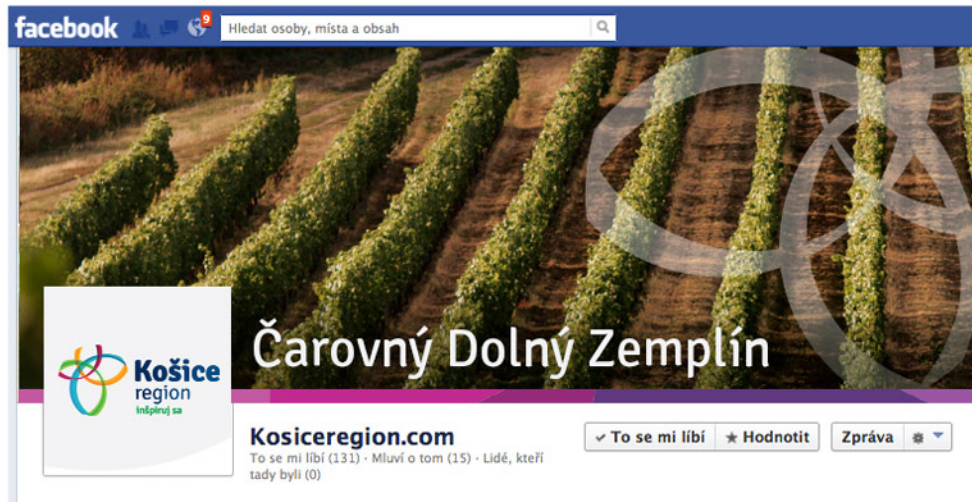 facebook
9
Hledat osoby, místa a obsah
Čarovný Dolný Zemplín
Košice
region
inšpiruj sa
Kosiceregion.com
To se mi líbí (131) · Mluví o tom (15) · Lidé, kteří
tady byli (0)
To se mi líbí
Hodnotit
Zpráva